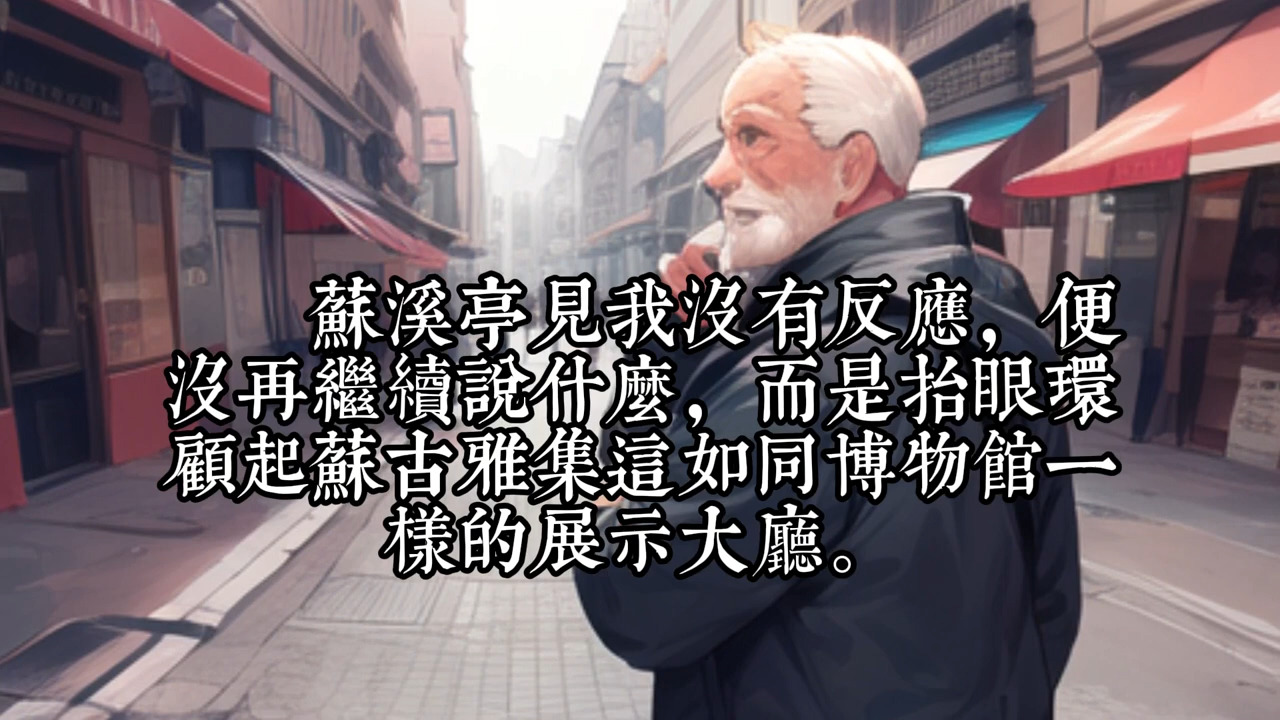 蘇溪亭見我沒有反應，便
沒再繼續說什麼，而是抬眼環
顧起蘇古雅集這如同博物館一
樣的展示大廳。